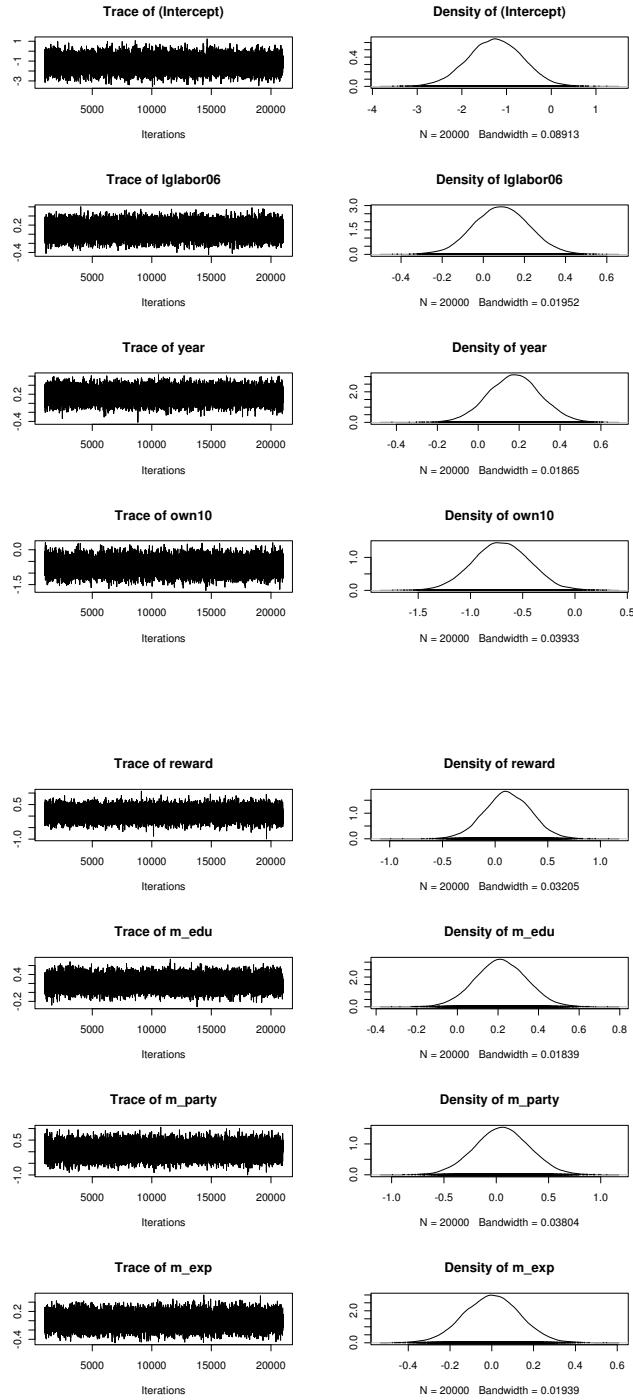 Trace of (Intercept)
-3 -1 1
5000 10000 15000 20000
Iterations
Density of (Intercept)
0.0 0.4
-4 -3 -2 -1 0 1
N = 20000 Bandwidth = 0.08913
Trace of lglabor06
-0.4 0.2
5000 10000 15000 20000
Iterations
Density of lglabor06
0.0 1.5 3.0
-0.4 -0.2 0.0 0.2 0.4 0.6
N = 20000 Bandwidth = 0.01952
Trace of year
-0.4 0.2
5000 10000 15000 20000
Iterations
Density of year
0.0 2.0
-0.4 -0.2 0.0 0.2 0.4 0.6
N = 20000 Bandwidth = 0.01865
Trace of own10
-1.5 0.0
5000 10000 15000 20000
Iterations
Density of own10
0.0 1.0
-1.5 -1.0 -0.5 0.0 0.5
N = 20000 Bandwidth = 0.03933
Trace of reward
-1.0 0.5
5000 10000 15000 20000
Iterations
Density of reward
0.0 1.0
-1.0 -0.5 0.0 0.5 1.0
N = 20000 Bandwidth = 0.03205
Trace of m_edu
-0.2 0.4
5000 10000 15000 20000
Iterations
Density of m_edu
0.0 2.0
-0.4 -0.2 0.0 0.2 0.4 0.6 0.8
N = 20000 Bandwidth = 0.01839
Trace of m_party
-1.0 0.5
5000 10000 15000 20000
Iterations
Density of m_party
0.0 1.0
-1.0 -0.5 0.0 0.5 1.0
N = 20000 Bandwidth = 0.03804
Trace of m_exp
-0.4 0.2
5000 10000 15000 20000
Iterations
Density of m_exp
0.0 2.0
-0.4 -0.2 0.0 0.2 0.4 0.6
N = 20000 Bandwidth = 0.01939